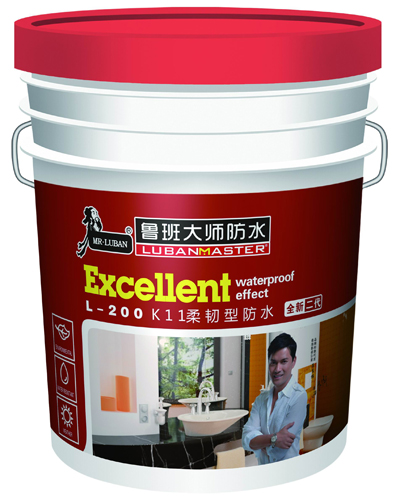 MR·LUBAN
鲁班大师防水
LUBANMASTER®
Excellent waterproof
effect
L-200 K11柔韧型防水 全新三代